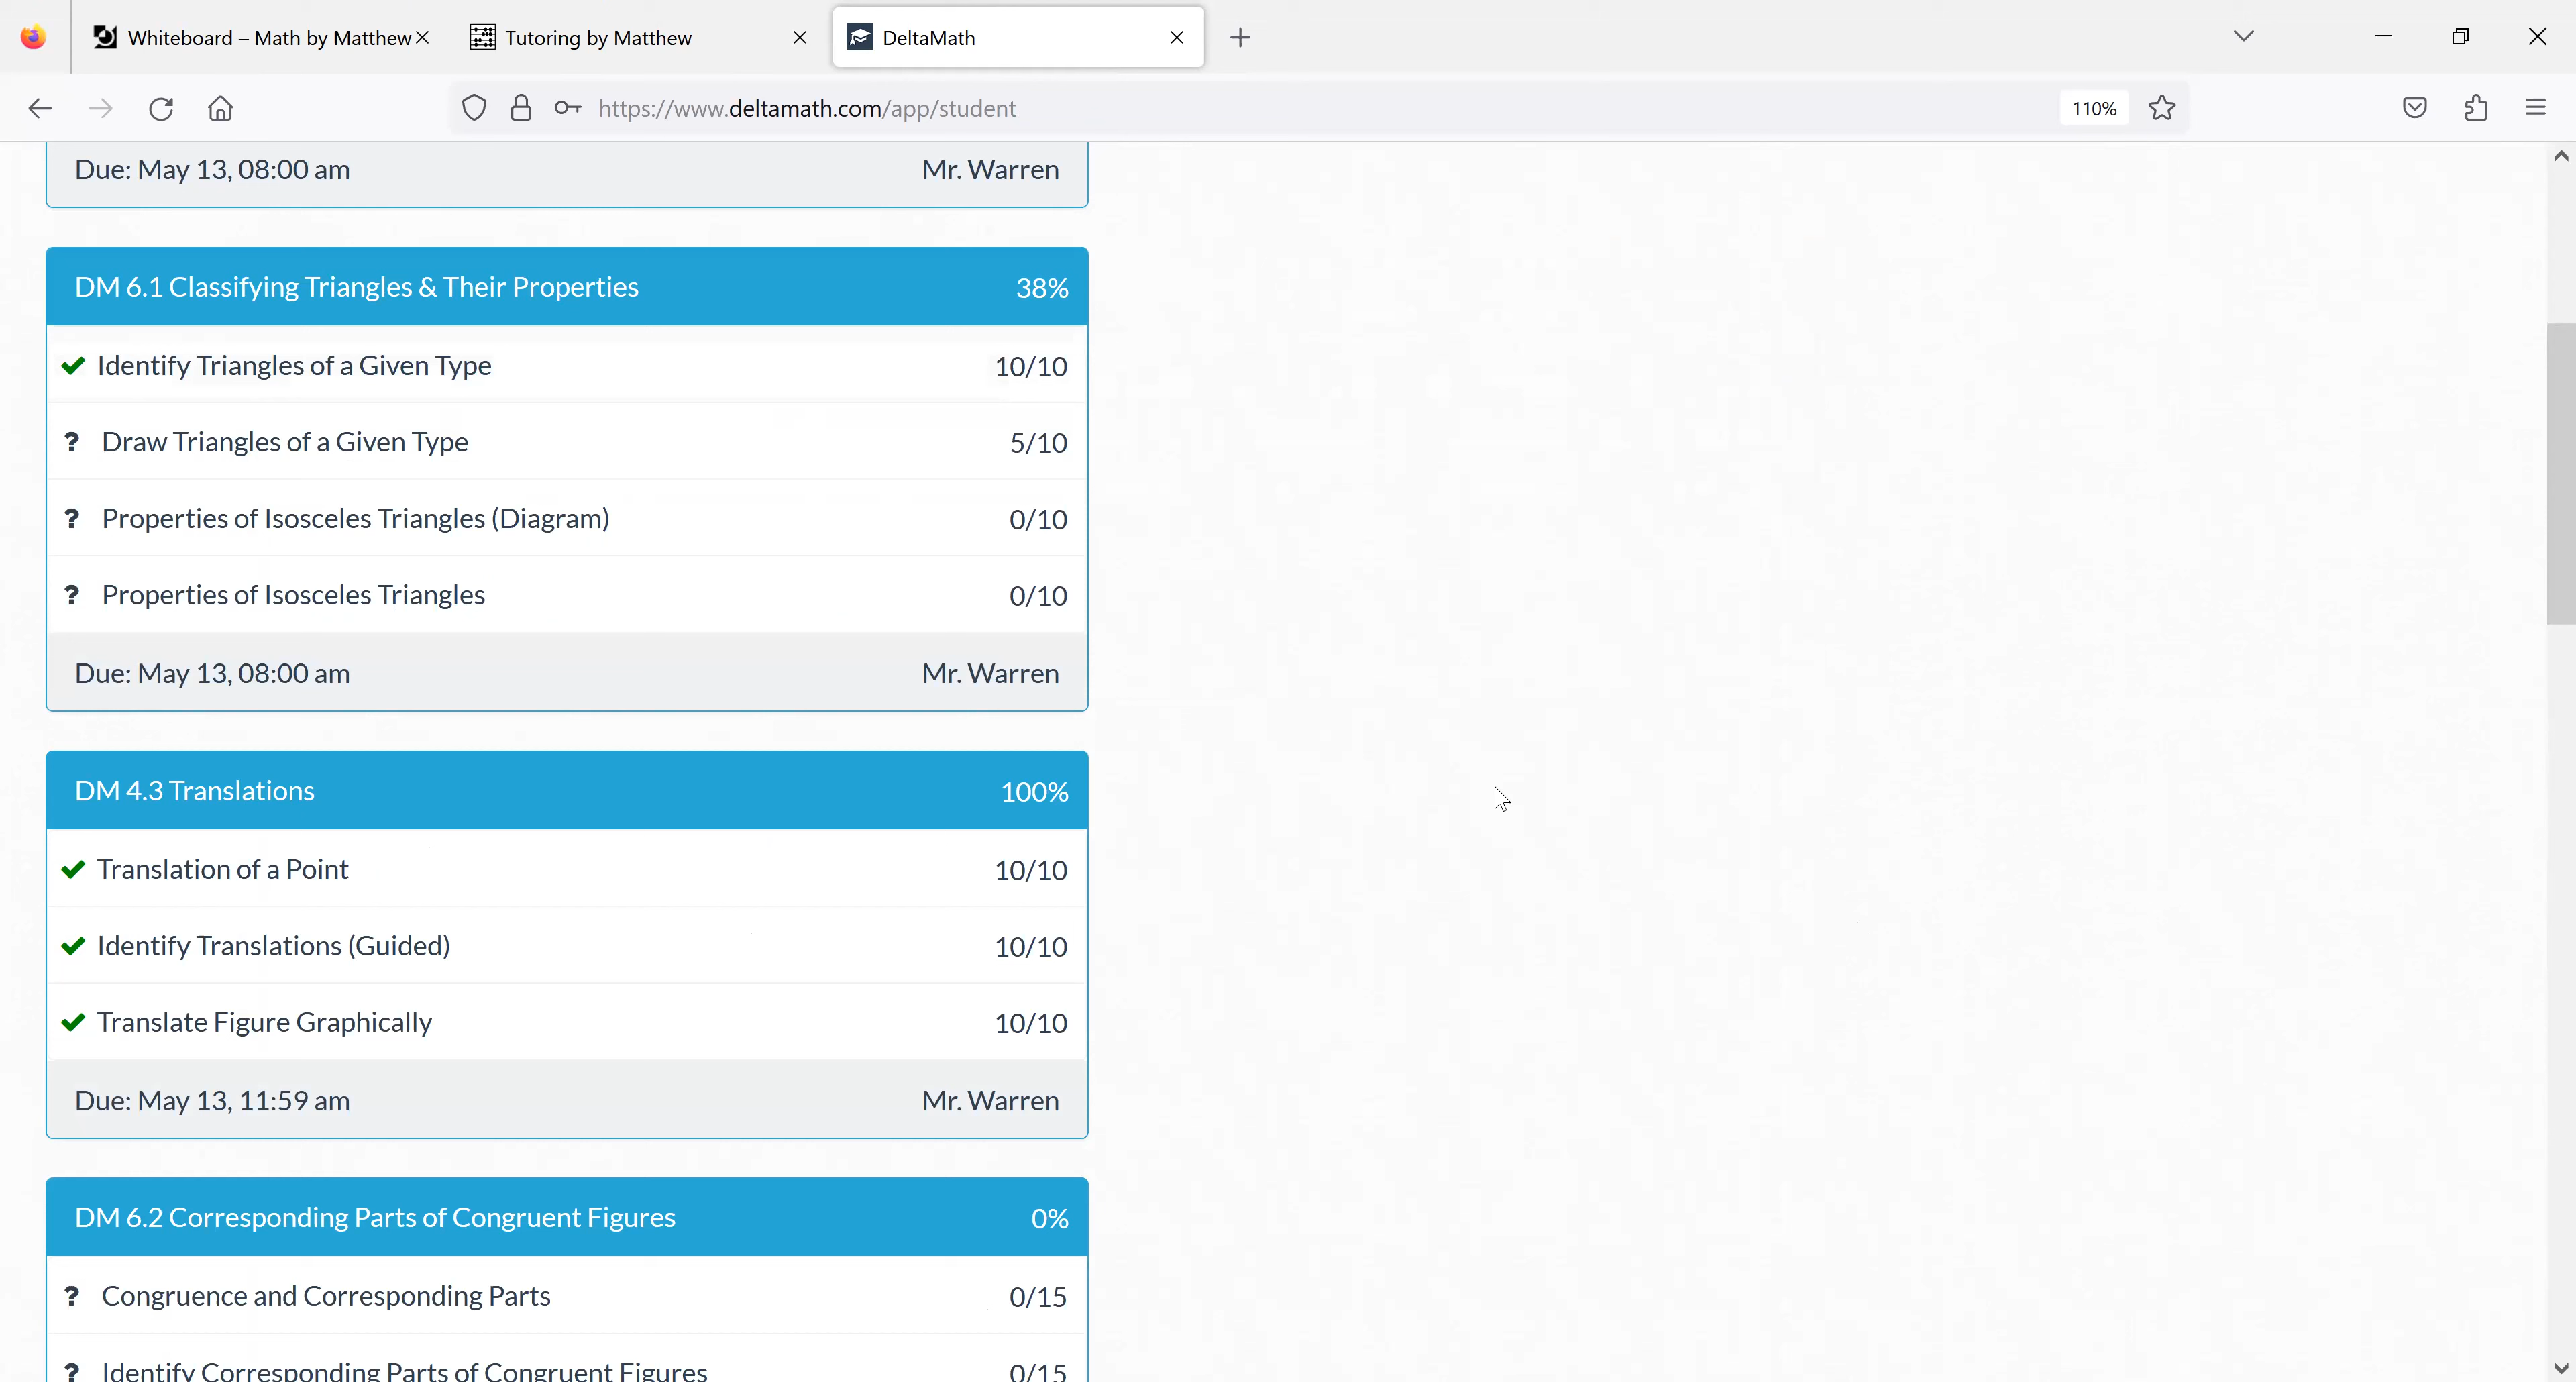 Whiteboard – Math by Matthew
Tutoring by Matthew
DeltaMath
https://www.deltamath.com/app/student
110%
Due: May 13, 08:00 am Mr. Warren
DM 6.1 Classifying Triangles & Their Properties 38%
Identify Triangles of a Given Type 10/10
? Draw Triangles of a Given Type 5/10
? Properties of Isosceles Triangles (Diagram) 0/10
? Properties of Isosceles Triangles 0/10
Due: May 13, 08:00 am Mr. Warren
DM 4.3 Translations 100%
Translation of a Point 10/10
Identify Translations (Guided) 10/10
Translate Figure Graphically 10/10
Due: May 13, 11:59 am Mr. Warren
DM 6.2 Corresponding Parts of Congruent Figures 0%
? Congruence and Corresponding Parts 0/15
? Identify Corresponding Parts of Congruent Figures 0/15